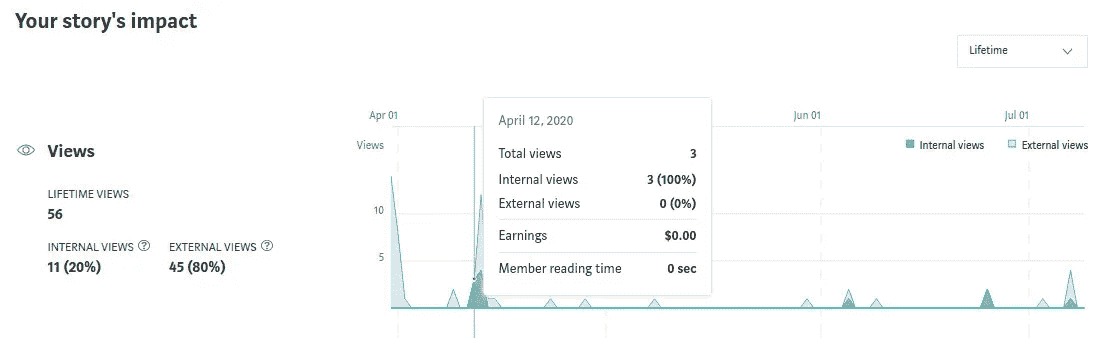 Your story's impact
Lifetime
Apr 01
Jun 01
Jul 01
Views
Internal views
External views
10
5
April 12, 2020
Total views 3
Internal views 3 (100%)
External views 0 (0%)
Earnings $0.00
Member reading time 0 sec
Views
LIFETIME VIEWS
56
INTERNAL VIEWS ? EXTERNAL VIEWS ?
11 (20%) 45 (80%)